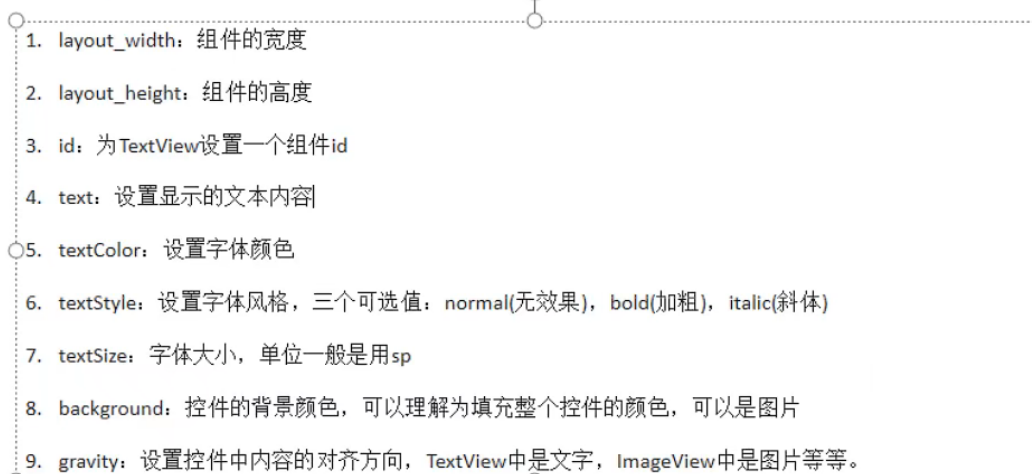 1. layout_width：组件的宽度
2. layout_height：组件的高度
3. id：为TextView设置一个组件id
4. text：设置显示的文本内容
5. textColor：设置字体颜色
6. textStyle：设置字体风格，三个可选值：normal(无效果)，bold(加粗)，italic(斜体)
7. textSize：字体大小，单位一般是用sp
8. background：控件的背景颜色，可以理解为填充整个控件的颜色，可以是图片
9. gravity：设置控件中内容的对齐方向，TextView中是文字，ImageView中是图片等等。